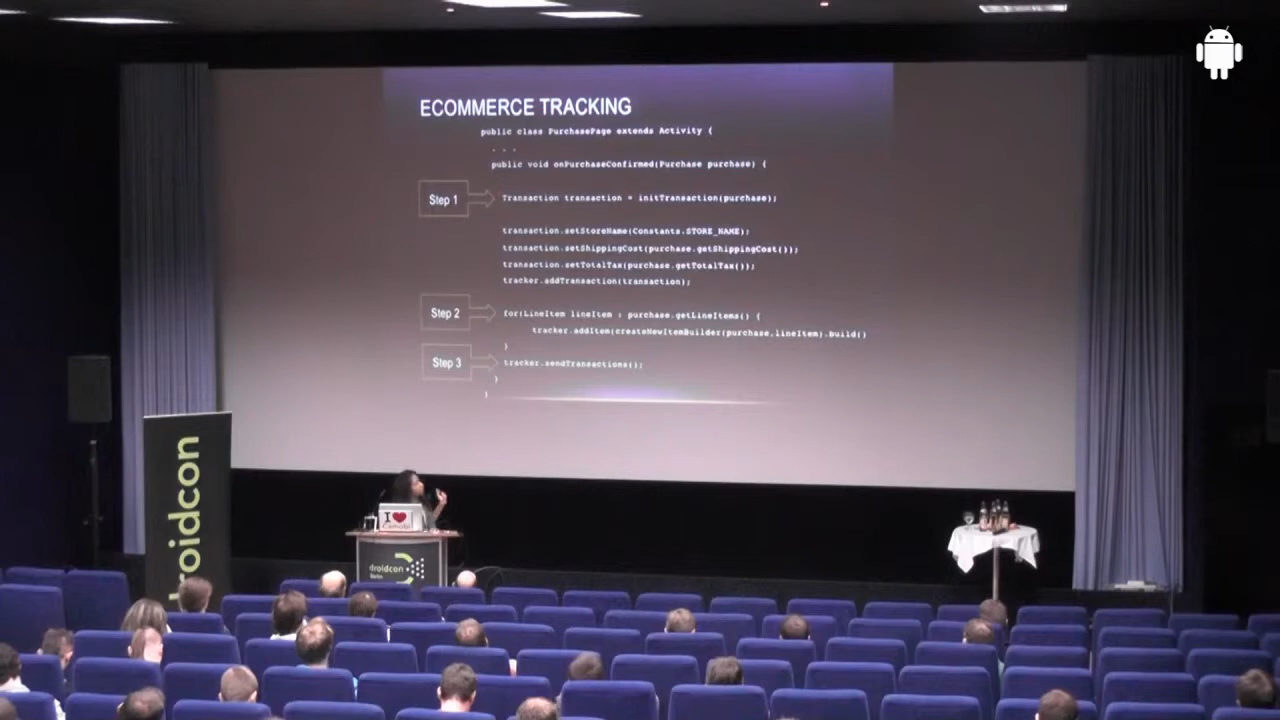 ECOMMERCE TRACKING
public class PurchasePage extends Activity {
. . .
public void onPurchaseConfirmed(Purchase purchase) {
Step 1
Transaction transaction = initTransaction(purchase);
transaction.setStoreName(Constants.STORE_NAME);
transaction.setShippingCost(purchase.getShippingCost());
transaction.setTotalTax(purchase.getTotalTax());
tracker.addTransaction(transaction);
Step 2
for(LineItem lineItem : purchase.getLineItems() {
tracker.addItem(createNewItemBuilder(purchase,lineItem).build()
}
Step 3
tracker.sendTransactions();
}
}
droidcon
I ❤
droidcon